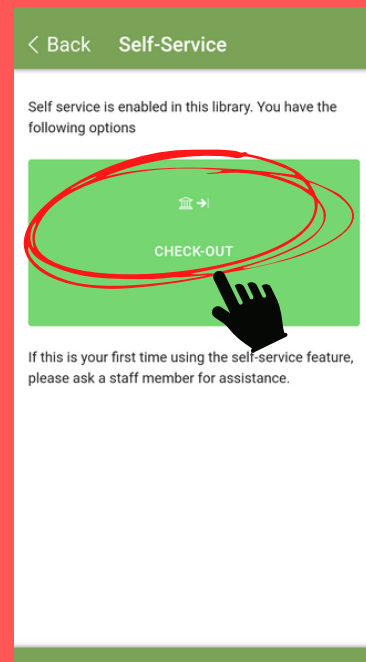 < Back Self-Service
Self service is enabled in this library. You have the
following options
CHECK-OUT
If this is your first time using the self-service feature,
please ask a staff member for assistance.